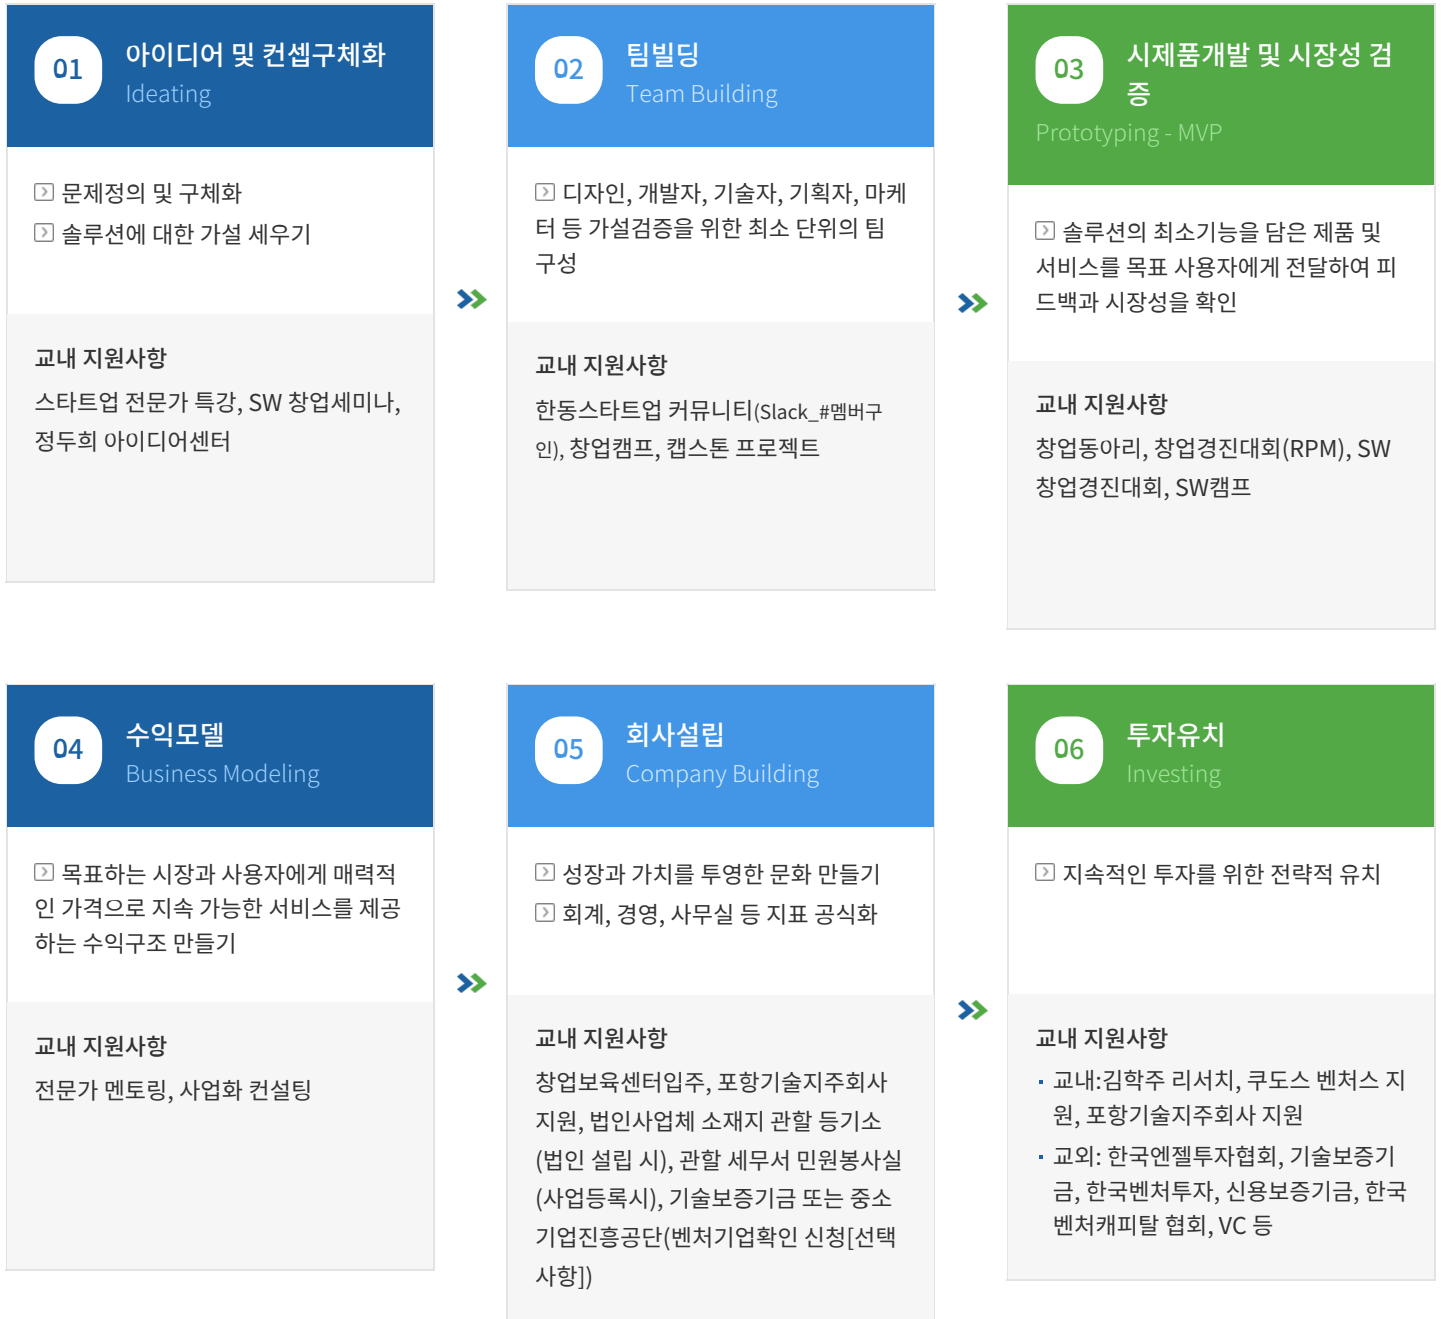 01
아이디어 및 컨셉구체화
Ideating
문제정의 및 구체화
솔루션에 대한 가설 세우기
교내 지원사항
스타트업 전문가 특강, SW 창업세미나,
정두희 아이디어센터
02
팀빌딩
Team Building
디자인, 개발자, 기술자, 기획자, 마케
터 등 가설검증을 위한 최소 단위의 팀
구성
교내 지원사항
한동스타트업 커뮤니티(Slack_#멤버구
인), 창업캠프, 캡스톤 프로젝트
03
시제품개발 및 시장성 검
증
Prototyping - MVP
솔루션의 최소기능을 담은 제품 및
서비스를 목표 사용자에게 전달하여 피
드백과 시장성을 확인
교내 지원사항
창업동아리, 창업경진대회(RPM), SW
창업경진대회, SW캠프
04
수익모델
Business Modeling
목표하는 시장과 사용자에게 매력적
인 가격으로 지속 가능한 서비스를 제공
하는 수익구조 만들기
교내 지원사항
전문가 멘토링, 사업화 컨설팅
05
회사설립
Company Building
성장과 가치를 투영한 문화 만들기
회계, 경영, 사무실 등 지표 공식화
교내 지원사항
창업보육센터입주, 포항기술지주회사
지원, 법인사업체 소재지 관할 등기소
(법인 설립 시), 관할 세무서 민원봉사실
(사업등록시), 기술보증기금 또는 중소
기업진흥공단(벤처기업확인 신청[선택
사항])
06
투자유치
Investing
지속적인 투자를 위한 전략적 유치
교내 지원사항
교내:김학주 리서치, 쿠도스 벤처스 지
원, 포항기술지주회사 지원
교외: 한국엔젤투자협회, 기술보증기
금, 한국벤처투자, 신용보증기금, 한국
벤처캐피탈 협회, VC 등